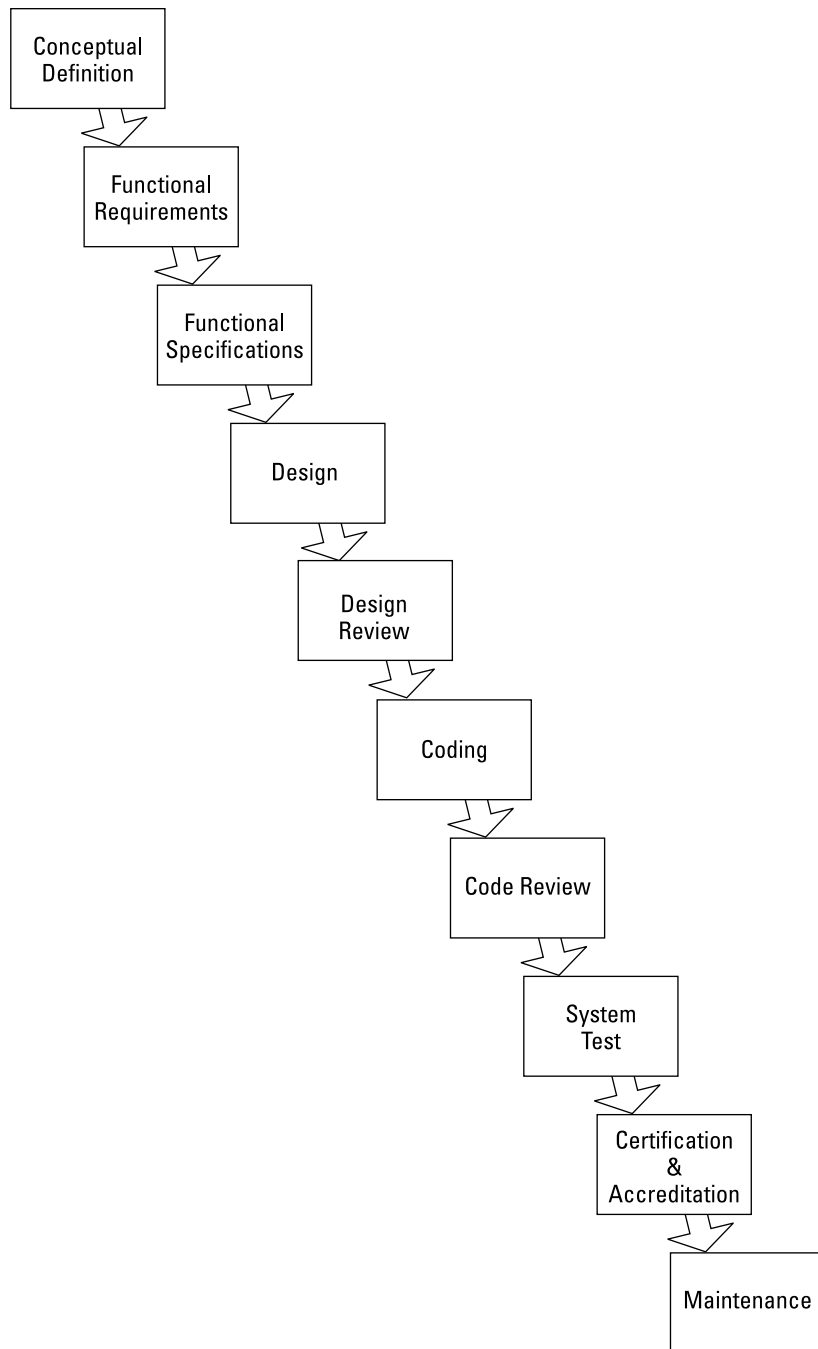 Conceptual
Definition
Functional
Requirements
Functional
Specifications
Design
Design
Review
Coding
Code Review
System
Test
Certification
&
Accreditation
Maintenance